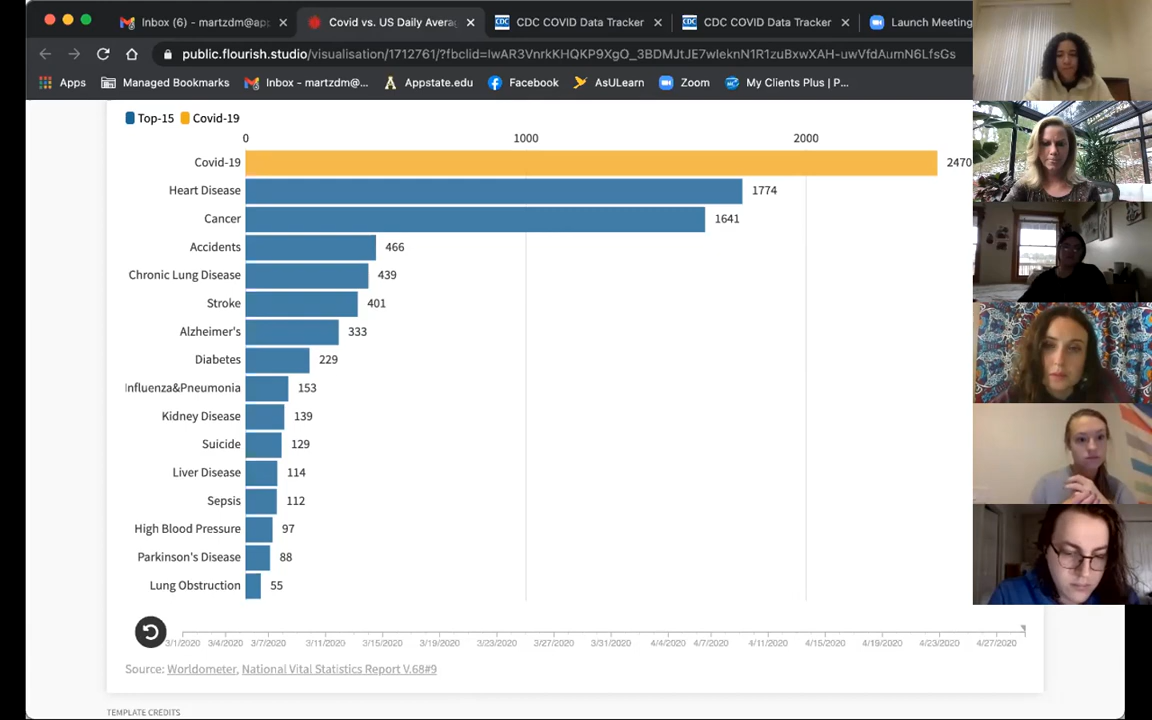 Inbox (6) - martzdm@app
Covid vs. US Daily Avera
CDC COVID Data Tracker
CDC COVID Data Tracker
Launch Meeting
public.flourish.studio/visualisation/1712761/?fbclid=
Apps
Managed Bookmarks
Inbox - martzdm@...
Appstate.edu
Facebook
AsULearn
Zoom
My Clients Plus | P...
Top-15
Covid-19
0
1000
2000
Covid-19 2470
Heart Disease 1774
Cancer 1641
Accidents 466
Chronic Lung Disease 439
Stroke 401
Alzheimer's 333
Diabetes 229
Influenza&Pneumonia 153
Kidney Disease 139
Suicide 129
Liver Disease 114
Sepsis 112
High Blood Pressure 97
Parkinson's Disease 88
Lung Obstruction 55
3/1/2020 3/4/2020 3/7/2020 3/11/2020 3/15/2020 3/19/2020 3/23/2020 3/27/2020 3/31/2020 4/4/2020 4/7/2020 4/11/2020 4/15/2020 4/19/2020 4/23/2020 4/27/2020
Source: Worldometer, National Vital Statistics Report V.68#9
TEMPLATE CREDITS